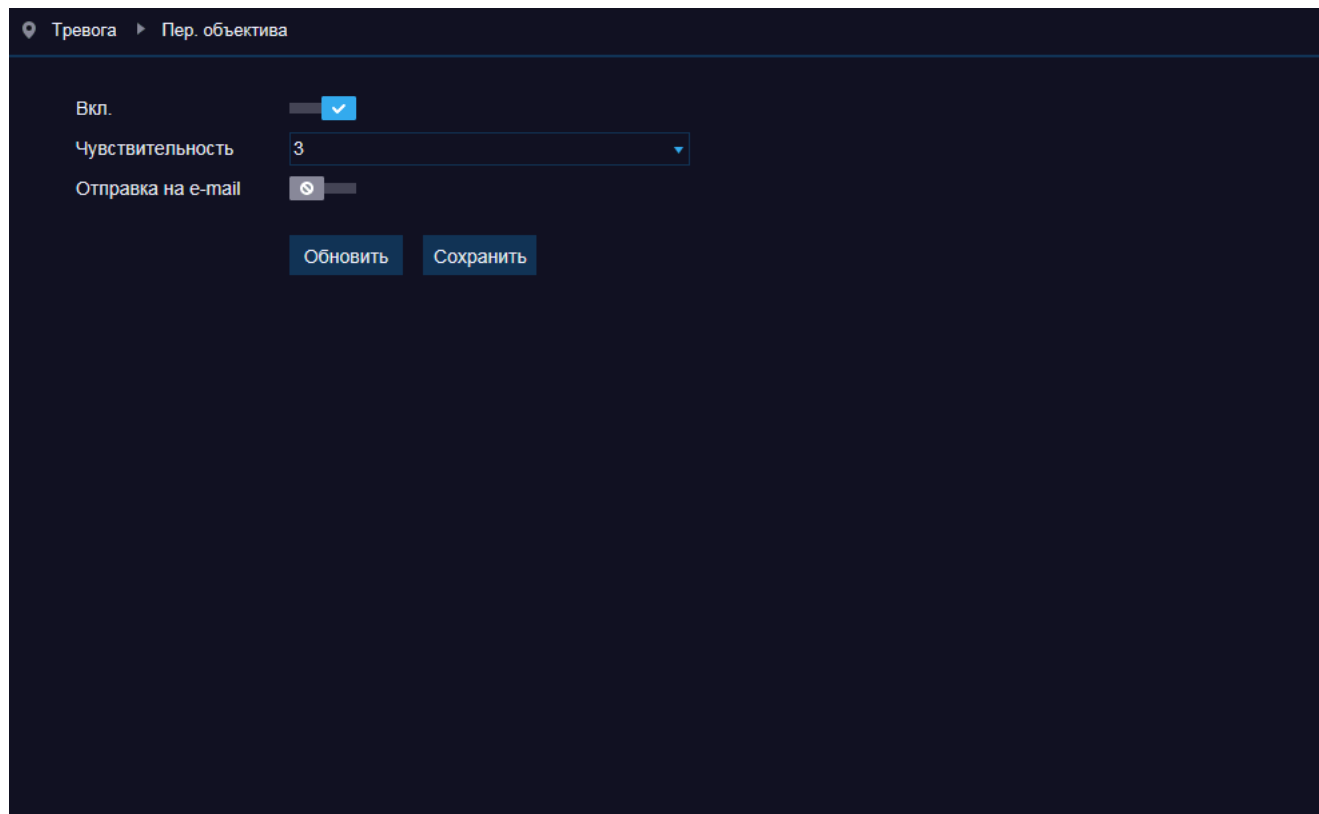 Тревога Пер. объектива
Вкл.
Чувствительность 3
Отправка на e-mail
Обновить Сохранить